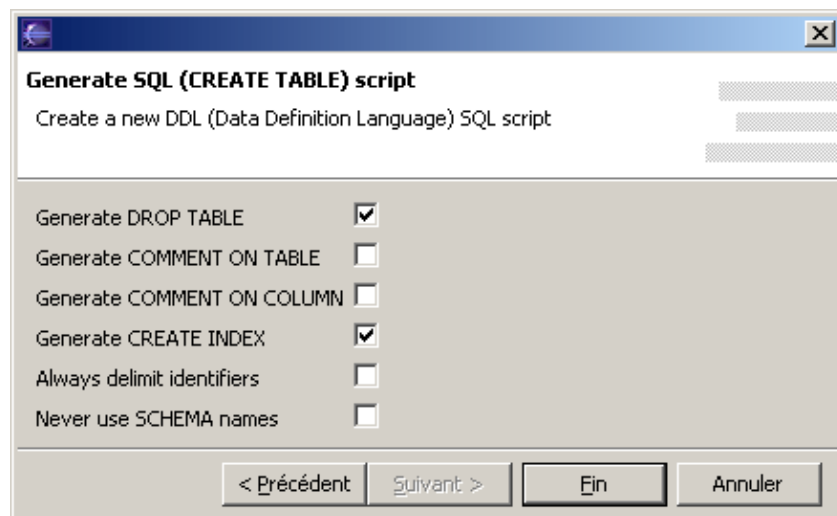 Generate SQL (CREATE TABLE) script
Create a new DDL (Data Definition Language) SQL script
Generate DROP TABLE
Generate COMMENT ON TABLE
Generate COMMENT ON COLUMN
Generate CREATE INDEX
Always delimit identifiers
Never use SCHEMA names
< Précédent Suivant > Fin Annuler